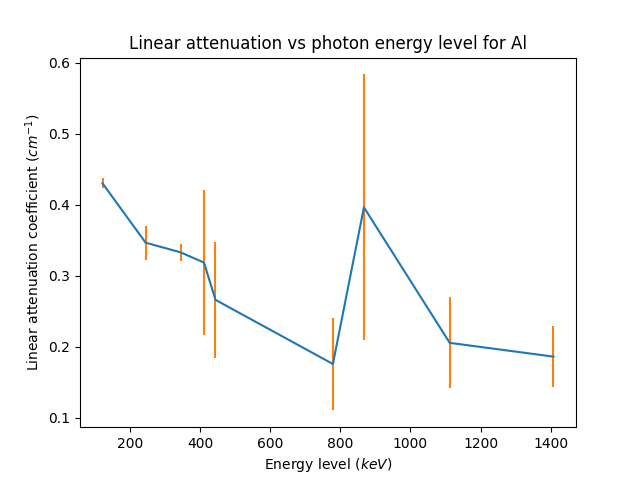 Linear attenuation vs photon energy level for Al
0.6
0.5
0.4
0.3
0.2
0.1
Linear attenuation coefficient (cm⁻¹)
200 400 600 800 1000 1200 1400
Energy level (keV)